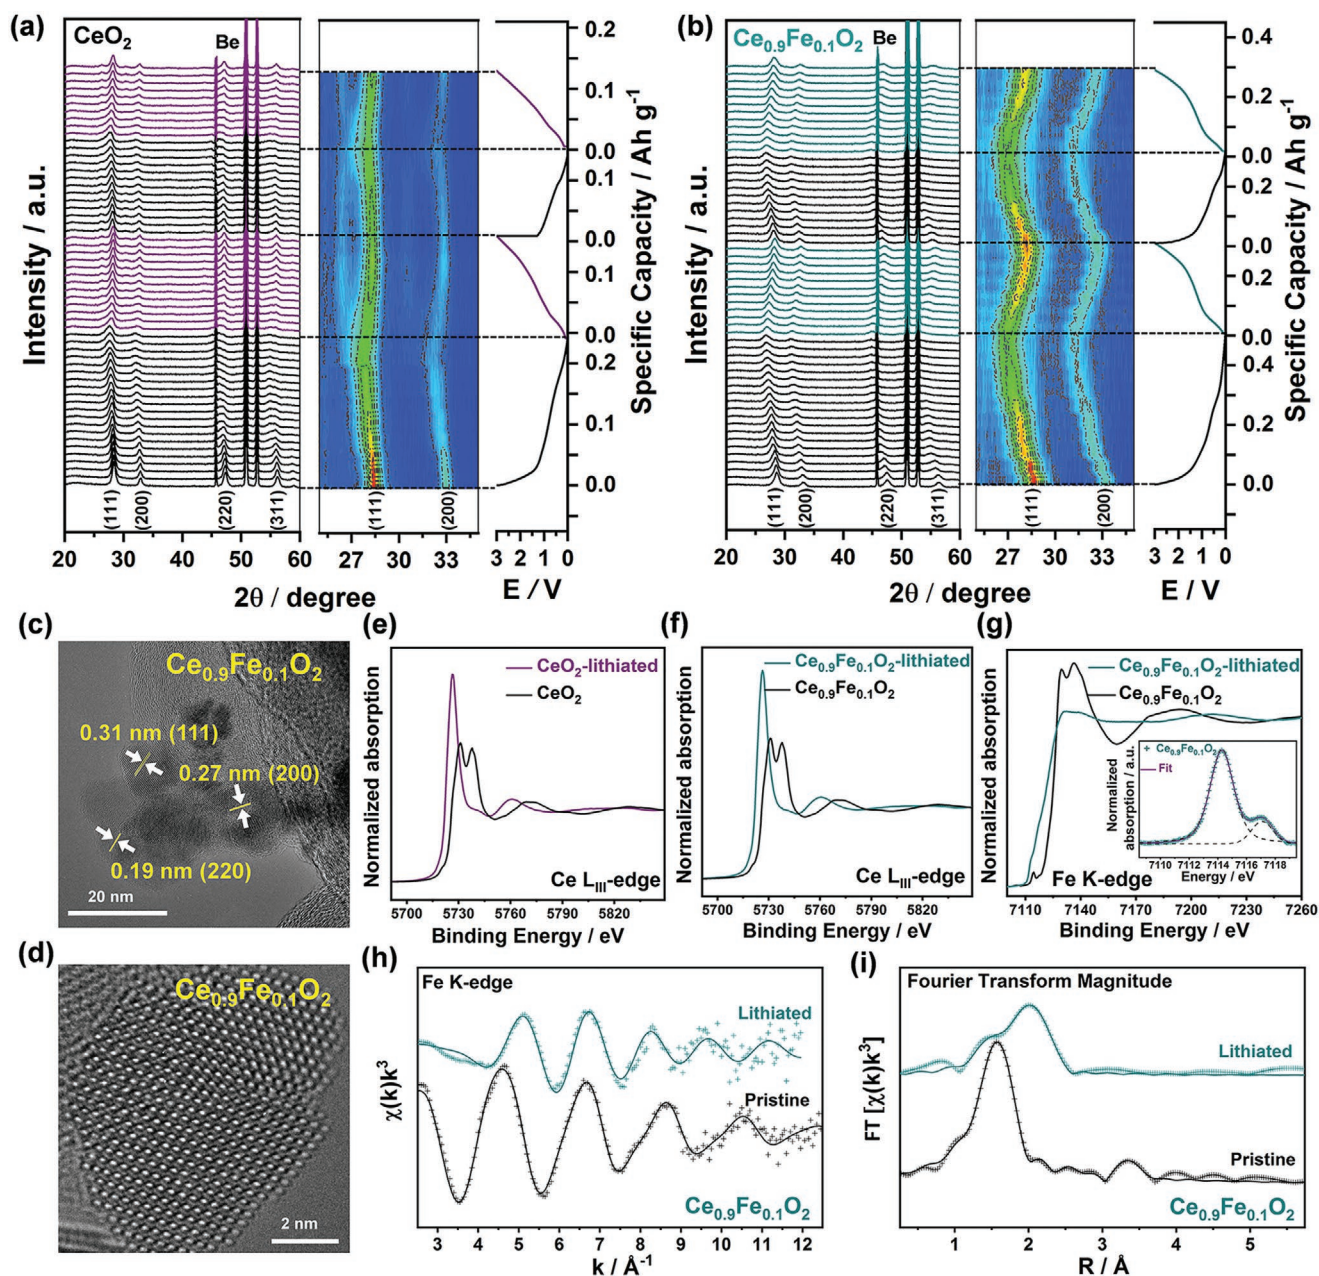 (a)
CeO2
Be
Intensity / a.u.
(111)
(200)
(220)
(311)
20 30 40 50 60
2θ / degree
(111)
(200)
27 30 33
3 2 1 0
E / V
0.2
0.1
0.0
0.1
0.0
0.1
0.0
0.2
0.1
0.0
Specific Capacity / Ah g-1
(b)
Ce0.9Fe0.1O2
Be
Intensity / a.u.
(111)
(200)
(220)
(311)
20 30 40 50 60
2θ / degree
(111)
(200)
27 30 33
3 2 1 0
E / V
0.4
0.2
0.0
0.2
0.0
0.2
0.0
0.4
0.2
0.0
Specific Capacity / Ah g-1
(c)
Ce0.9Fe0.1O2
0.31 nm (111)
0.27 nm (200)
0.19 nm (220)
20 nm
(d)
Ce0.9Fe0.1O2
2 nm
(e)
CeO2-lithiated
CeO2
Normalized absorption
Ce LIII-edge
5700 5730 5760 5790 5820
Binding Energy / eV
(f)
Ce0.9Fe0.1O2-lithiated
Ce0.9Fe0.1O2
Normalized absorption
Ce LIII-edge
5700 5730 5760 5790 5820
Binding Energy / eV
(g)
Ce0.9Fe0.1O2-lithiated
Ce0.9Fe0.1O2
Normalized absorption
Ce0.9Fe0.1O2
Fit
Normalized
absorption / a.u.
7110 7112 7114 7116 7118
Energy / eV
Fe K-edge
7110 7140 7170 7200 7230 7260
Binding Energy / eV
(h)
Fe K-edge
Lithiated
Pristine
χ(k)k3
Ce0.9Fe0.1O2
3 4 5 6 7 8 9 10 11 12
k / Å-1
(i)
Fourier Transform Magnitude
Lithiated
Pristine
FT [χ(k)k3]
Ce0.9Fe0.1O2
1 2 3 4 5
R / Å